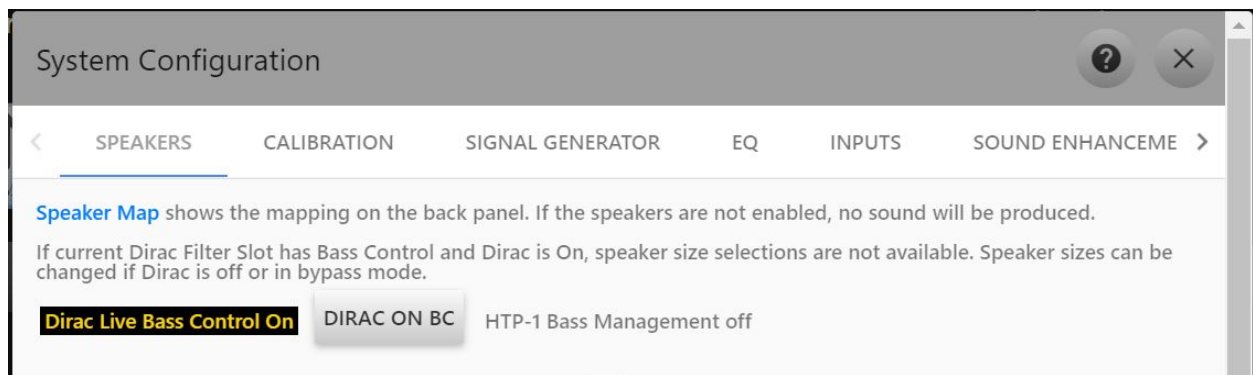 System Configuration
SPEAKERS CALIBRATION SIGNAL GENERATOR EQ INPUTS SOUND ENHANCEME
Speaker Map shows the mapping on the back panel. If the speakers are not enabled, no sound will be produced.
If current Dirac Filter Slot has Bass Control and Dirac is On, speaker size selections are not available. Speaker sizes can be
changed if Dirac is off or in bypass mode.
Dirac Live Bass Control On DIRAC ON BC HTP-1 Bass Management off